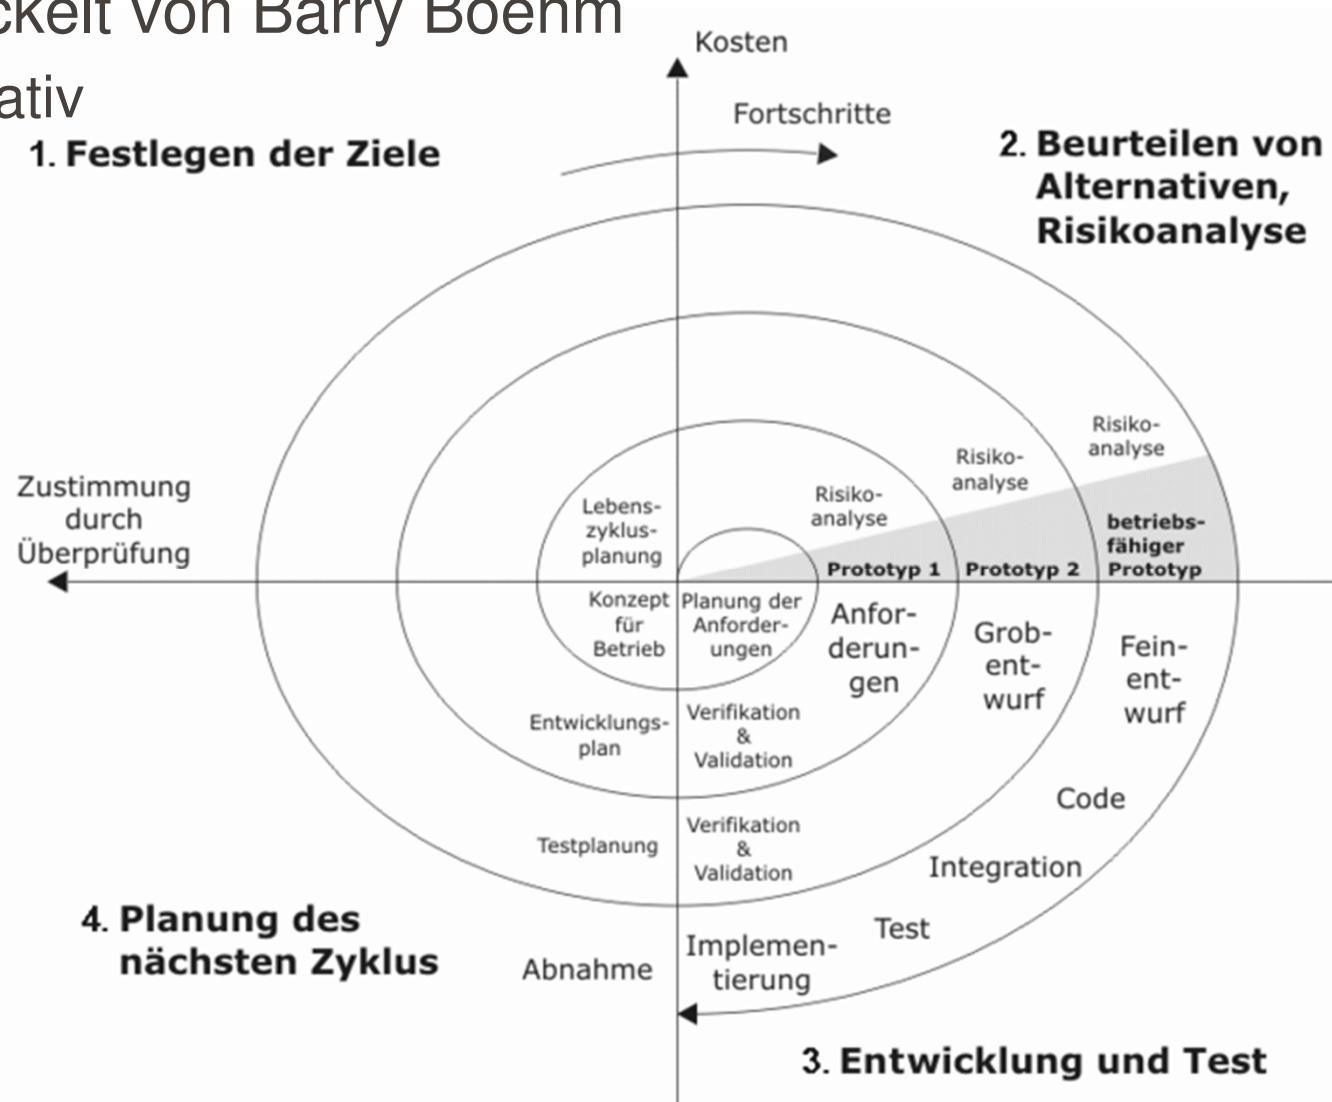 ckelt von Barry Boehm
ativ
Kosten
Fortschritte
1. Festlegen der Ziele
2. Beurteilen von
Alternativen,
Risikoanalyse
Zustimmung
durch
Überprüfung
Lebens-
zyklus-
planung
Risiko-
analyse
Risiko-
analyse
Risiko-
analyse
Prototyp 1
Prototyp 2
betriebs-
fähiger
Prototyp
Konzept
für
Betrieb
Planung der
Anforder-
ungen
Anfor-
derun-
gen
Grob-
ent-
wurf
Fein-
ent-
wurf
Entwicklungs-
plan
Verifikation
&
Validation
Code
Testplanung
Verifikation
&
Validation
Integration
Test
Abnahme
Implemen-
tierung
4. Planung des
nächsten Zyklus
3. Entwicklung und Test